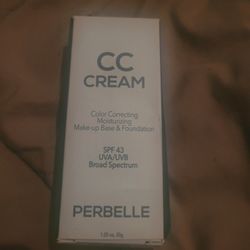 CC
CREAM
Color Correcting
Moisturizing
Make-up Base & Foundation
SPF 43
UVA/UVB
Broad Spectrum
PERBELLE